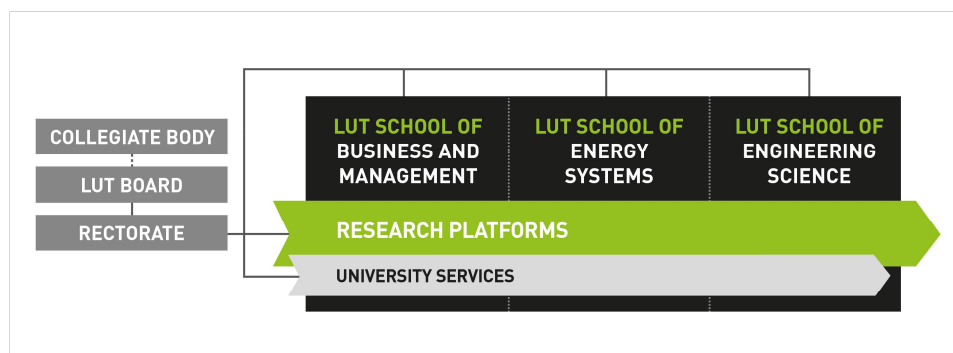 COLLEGIATE BODY
LUT BOARD
RECTORATE
LUT SCHOOL OF
BUSINESS AND
MANAGEMENT
LUT SCHOOL OF
ENERGY
SYSTEMS
LUT SCHOOL OF
ENGINEERING
SCIENCE
RESEARCH PLATFORMS
UNIVERSITY SERVICES